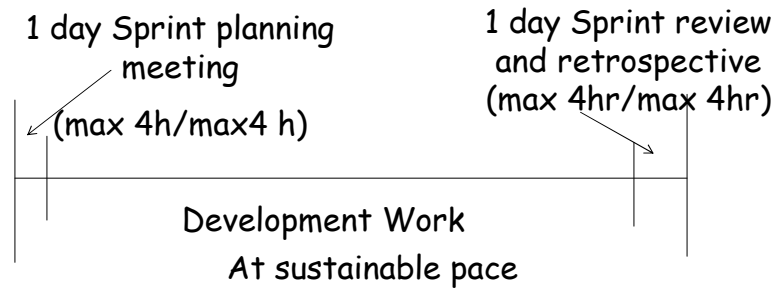 1 day Sprint planning
meeting
(max 4h/max4 h)
1 day Sprint review
and retrospective
(max 4hr/max 4hr)
Development Work
At sustainable pace